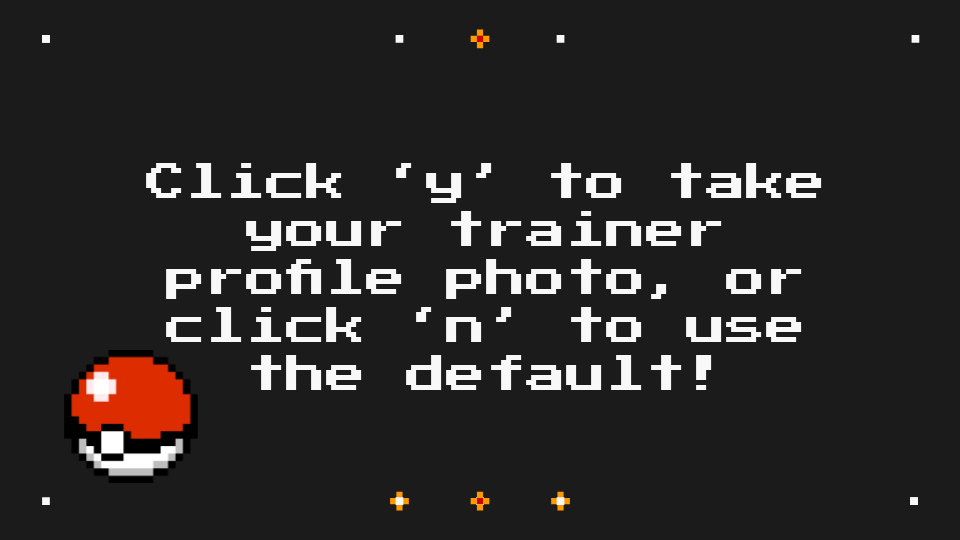 Click ‘y’ to take
your trainer
profile photo, or
click ‘n’ to use
the default!